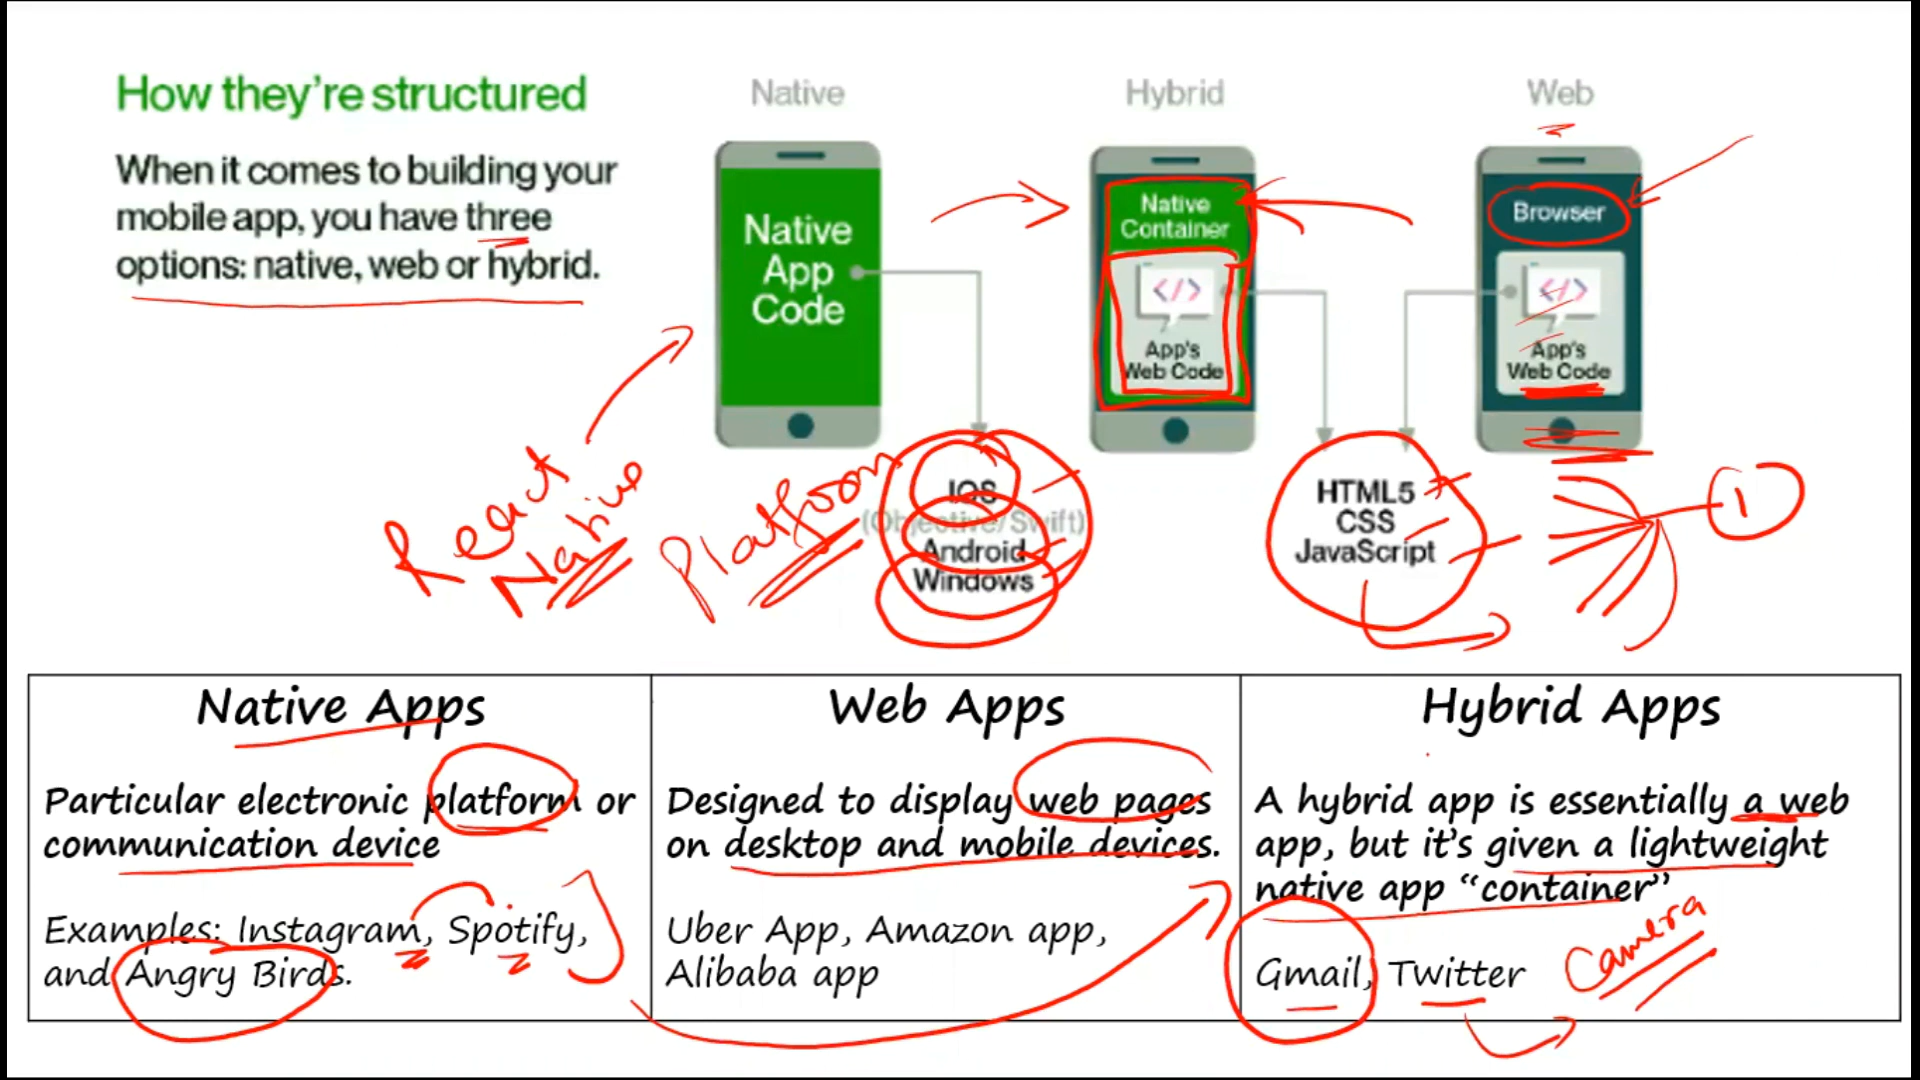 How they're structured
When it comes to building your
mobile app, you have three
options: native, web or hybrid.
Native
Native
App
Code
Hybrid
Native
Container
</>
App's
Web Code
Web
Browser
</>
App's
Web Code
React
Native
Platform
IOS
(Objective/Swift)
Android
Windows
HTML5
CSS
JavaScript
1
Native Apps
Particular electronic platform or
communication device
Examples: Instagram, Spotify,
and Angry Birds.
Web Apps
Designed to display web pages
on desktop and mobile devices.
Uber App, Amazon app,
Alibaba app
Hybrid Apps
A hybrid app is essentially a web
app, but it's given a lightweight
native app “container”
Gmail, Twitter
Camera